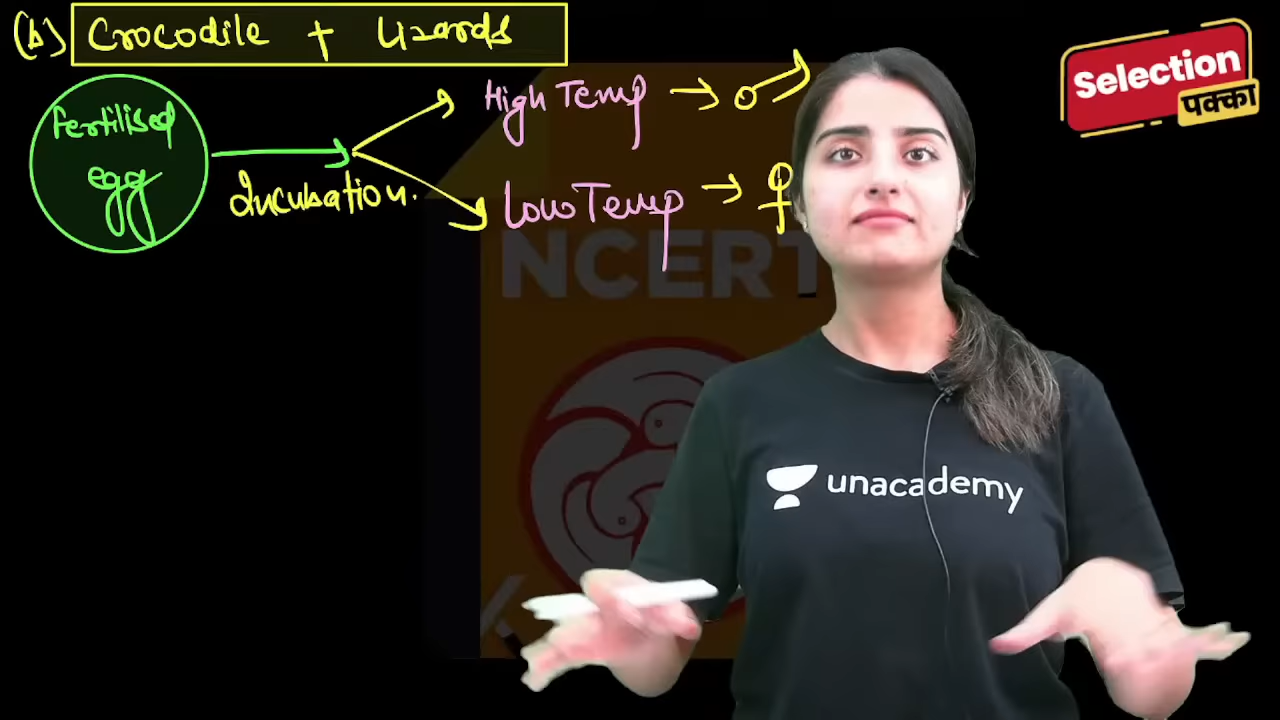 (b) Crocodile + Lizards
Fertilised
egg
Incubation.
High Temp → ♂
Low Temp → ♀
NCERT
Selection
पक्का
unacademy